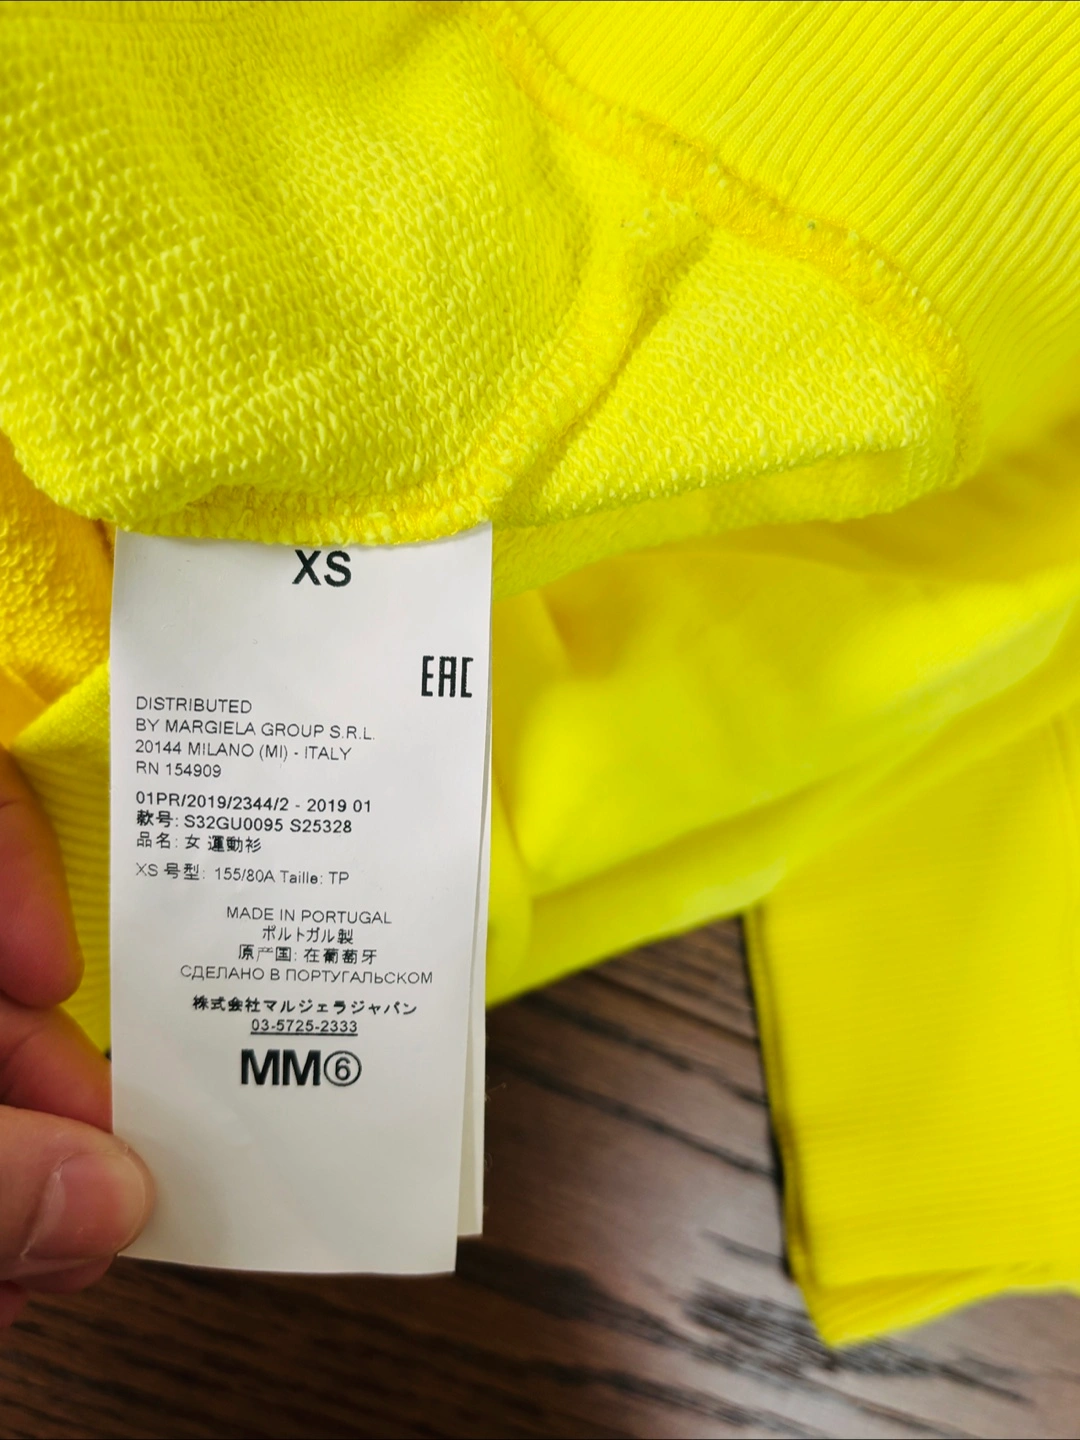 XS
EAC
DISTRIBUTED
BY MARGIELA GROUP S.R.L.
20144 MILANO (MI) - ITALY
RN 154909
01PR/2019/2344/2 - 2019 01
款号: S32GU0095 S25328
品名: 女 運動衫
XS 号型: 155/80A Taille: TP
MADE IN PORTUGAL
ポルトガル製
原产国: 在葡萄牙
СДЕЛАНО В ПОРТУГАЛЬСКОМ
株式会社マルジェラジャパン
03-5725-2333
MM⑥